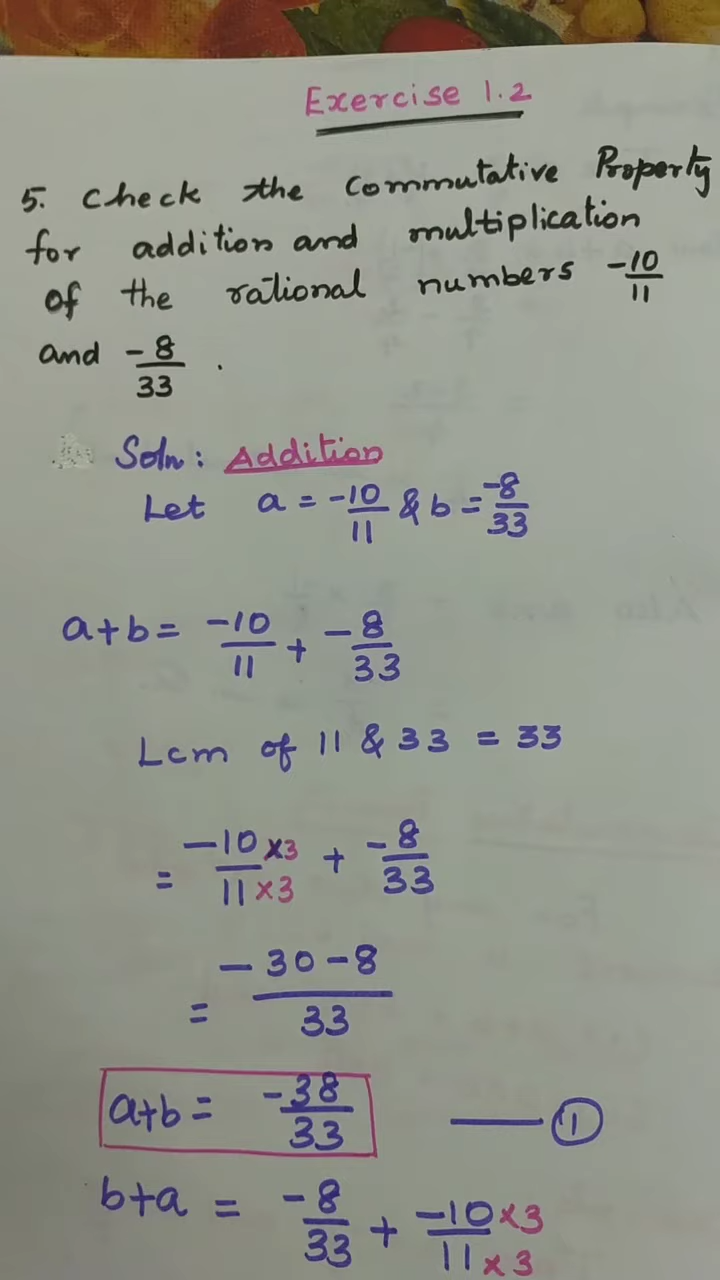 Exercise 1.2
5. Check the Commutative Property
for addition and multiplication
of the rational numbers -10/11
and -8/33 .
Soln: Addition
Let a = -10/11 & b = -8/33
a+b = -10/11 + -8/33
Lcm of 11 & 33 = 33
= -10×3/11×3 + -8/33
= -30-8/33
a+b = -38/33 —— ①
b+a = -8/33 + -10×3/11×3